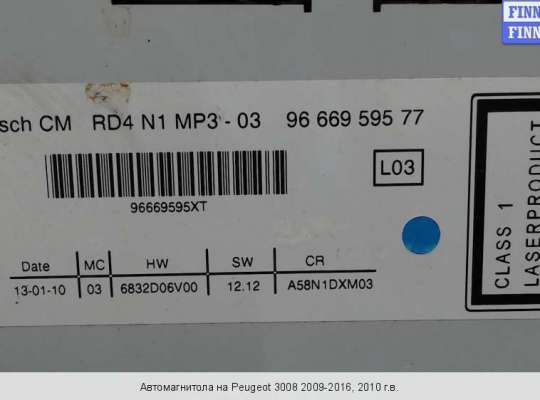 FINN
FINN
sch CM RD4 N1 MP3 - 03 96 669 595 77
L03
96669595XT
Date MC HW SW CR
13-01-10 03 6832D06V00 12.12 A58N1DXM03
CLASS 1
LASERPRODUCT
Автомагнитола на Peugeot 3008 2009-2016, 2010 г.в.